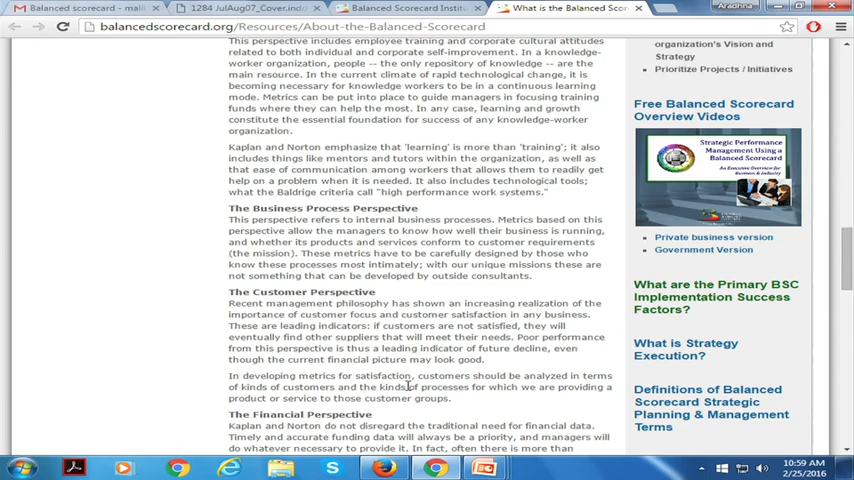 Balanced scorecard - mali
1284 JulAug07_Cover.ind
Balanced Scorecard Institu
What is the Balanced Scor
Aradhna
balancedscorecard.org/Resources/About-the-Balanced-Scorecard
This perspective includes employee training and corporate cultural attitudes
related to both individual and corporate self-improvement. In a knowledge-
worker organization, people -- the only repository of knowledge -- are the
main resource. In the current climate of rapid technological change, it is
becoming necessary for knowledge workers to be in a continuous learning
mode. Metrics can be put into place to guide managers in focusing training
funds where they can help the most. In any case, learning and growth
constitute the essential foundation for success of any knowledge-worker
organization.
Kaplan and Norton emphasize that 'learning' is more than 'training'; it also
includes things like mentors and tutors within the organization, as well as
that ease of communication among workers that allows them to readily get
help on a problem when it is needed. It also includes technological tools;
what the Baldrige criteria call "high performance work systems."
The Business Process Perspective
This perspective refers to internal business processes. Metrics based on this
perspective allow the managers to know how well their business is running,
and whether its products and services conform to customer requirements
(the mission). These metrics have to be carefully designed by those who
know these processes most intimately; with our unique missions these are
not something that can be developed by outside consultants.
The Customer Perspective
Recent management philosophy has shown an increasing realization of the
importance of customer focus and customer satisfaction in any business.
These are leading indicators: if customers are not satisfied, they will
eventually find other suppliers that will meet their needs. Poor performance
from this perspective is thus a leading indicator of future decline, even
though the current financial picture may look good.
In developing metrics for satisfaction, customers should be analyzed in terms
of kinds of customers and the kinds of processes for which we are providing a
product or service to those customer groups.
The Financial Perspective
Kaplan and Norton do not disregard the traditional need for financial data.
Timely and accurate funding data will always be a priority, and managers will
do whatever necessary to provide it. In fact, often there is more than
organization's Vision and
Strategy
Prioritize Projects / Initiatives
Free Balanced Scorecard
Overview Videos
Strategic Performance
Management Using a
Balanced Scorecard
An Executive Overview for
Business & Industry
Private business version
Government Version
What are the Primary BSC
Implementation Success
Factors?
What is Strategy
Execution?
Definitions of Balanced
Scorecard Strategic
Planning & Management
Terms
10:59 AM
2/25/2016